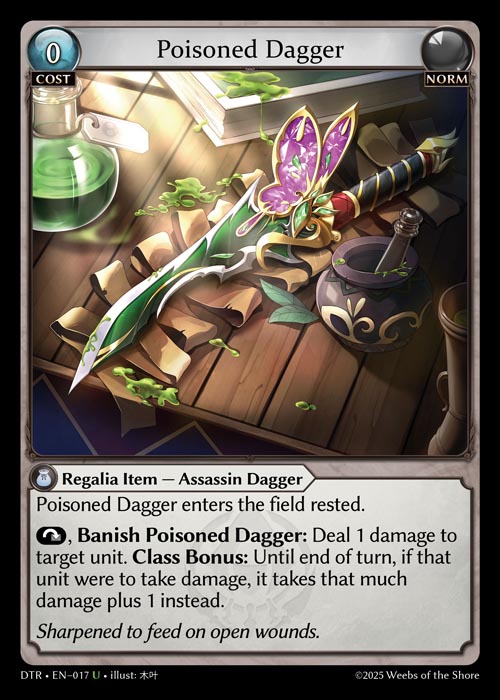 0
Poisoned Dagger
COST
NORM
Regalia Item — Assassin Dagger
Poisoned Dagger enters the field rested.
, Banish Poisoned Dagger: Deal 1 damage to
target unit. Class Bonus: Until end of turn, if that
unit were to take damage, it takes that much
damage plus 1 instead.
Sharpened to feed on open wounds.
DTR • EN–017 U • illust: 木叶
©2025 Weebs of the Shore